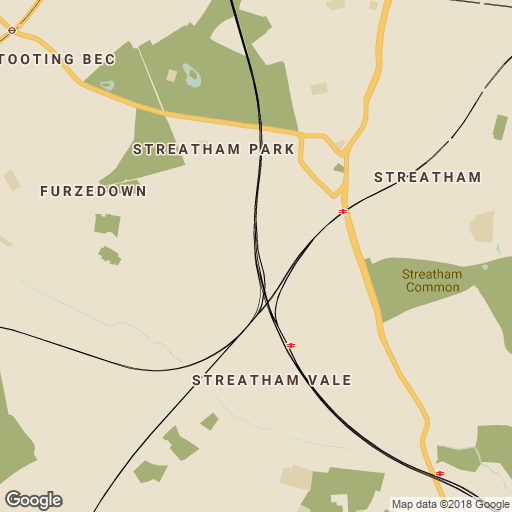 TOOTING BEC
STREATHAM PARK
STREATHAM
FURZEDOWN
Streatham
Common
STREATHAM VALE
Google
Map data ©2018 Google